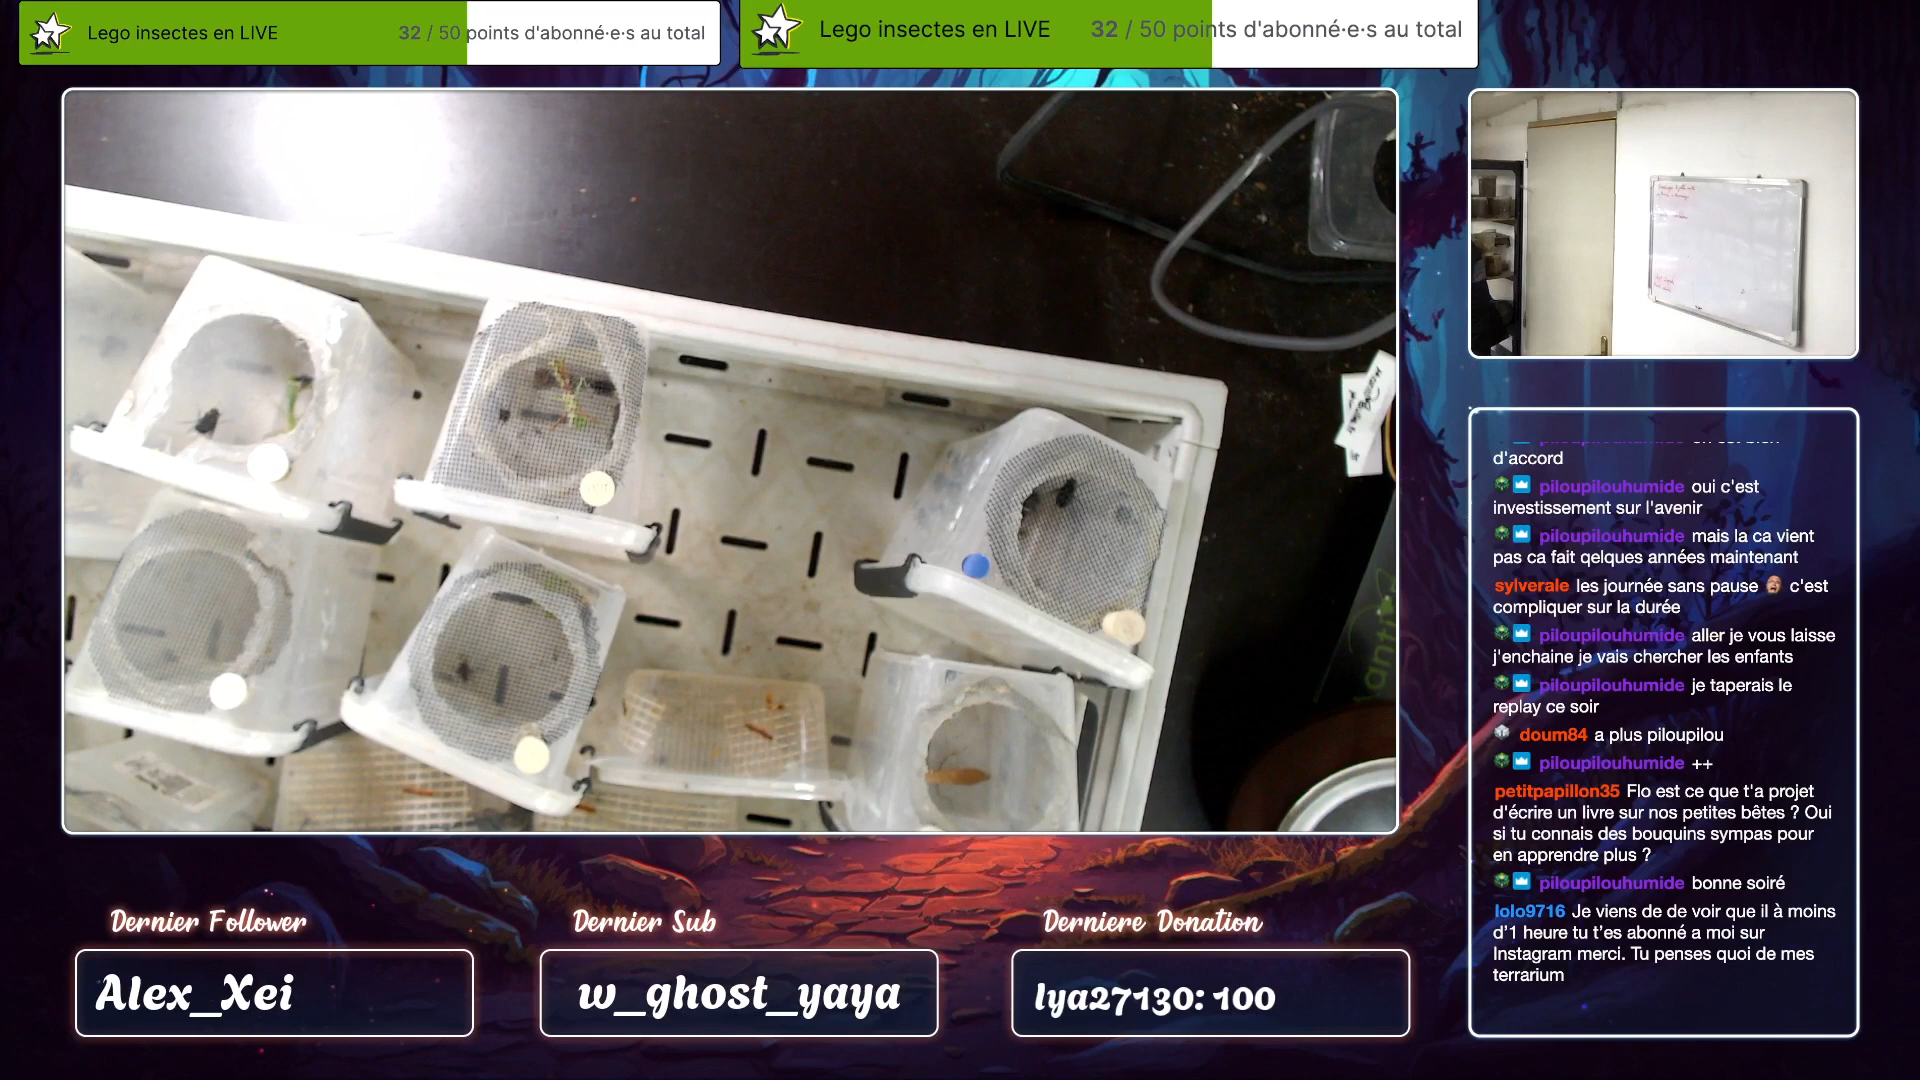 Lego insectes en LIVE 32 / 50 points d'abonné·e·s au total
Lego insectes en LIVE 32 / 50 points d'abonné·e·s au total
d'accord
piloupilouhumide oui c'est
investissement sur l'avenir
piloupilouhumide mais la ca vient
pas ca fait qelques années maintenant
sylverale les journée sans pause c'est
compliquer sur la durée
piloupilouhumide aller je vous laisse
j'enchaine je vais chercher les enfants
piloupilouhumide je taperais le
replay ce soir
doum84 a plus piloupilou
piloupilouhumide ++
petitpapillon35 Flo est ce que t'a projet
d'écrire un livre sur nos petites bêtes ? Oui
si tu connais des bouquins sympas pour
en apprendre plus ?
piloupilouhumide bonne soiré
lolo9716 Je viens de de voir que il à moins
d'1 heure tu t'es abonné a moi sur
Instagram merci. Tu penses quoi de mes
terrarium
Dernier Follower
Alex_Xei
Dernier Sub
w_ghost_yaya
Derniere Donation
lya27130: 100